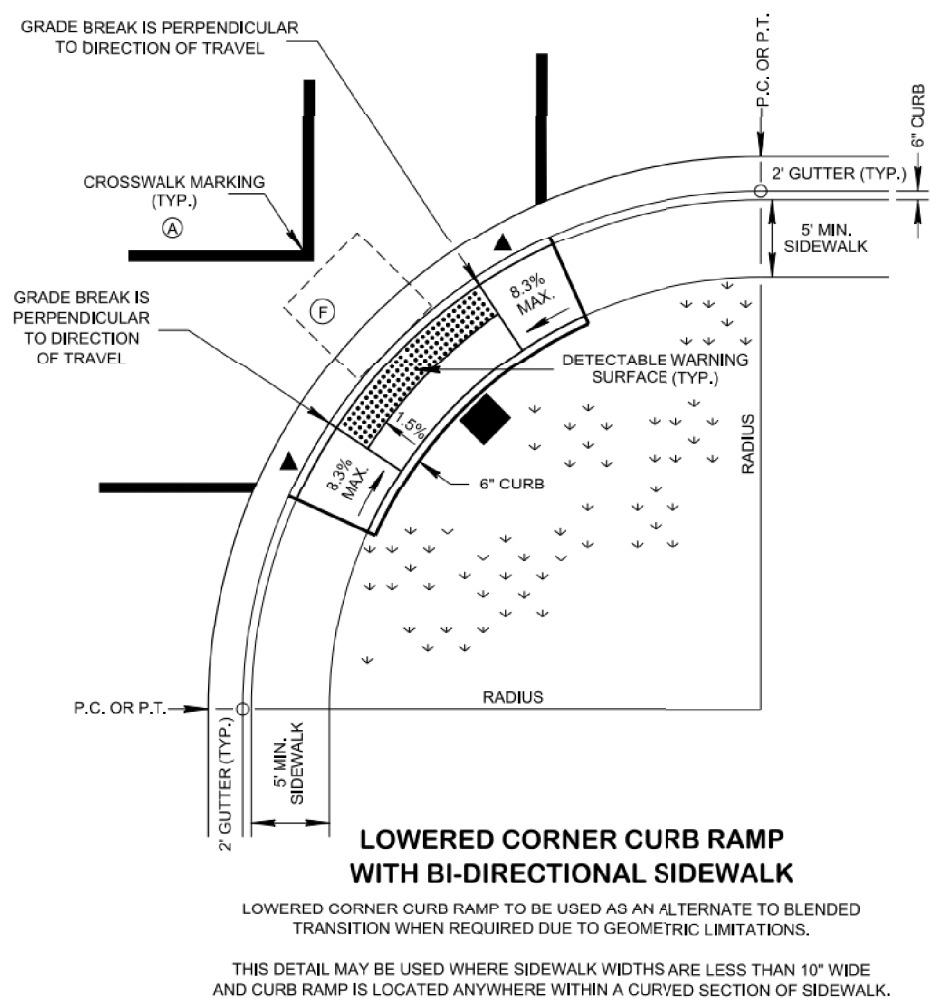 GRADE BREAK IS PERPENDICULAR
TO DIRECTION OF TRAVEL
P.C. OR P.T.
6" CURB
2' GUTTER (TYP.)
CROSSWALK MARKING
(TYP.)
A
5' MIN.
SIDEWALK
8.3%
MAX.
GRADE BREAK IS
PERPENDICULAR
TO DIRECTION
OF TRAVEL
F
DETECTABLE WARNING
SURFACE (TYP.)
1.5%
RADIUS
8.3%
MAX.
6" CURB
RADIUS
P.C. OR P.T.
2' GUTTER (TYP.)
5' MIN.
SIDEWALK
LOWERED CORNER CURB RAMP
WITH BI-DIRECTIONAL SIDEWALK
LOWERED CORNER CURB RAMP TO BE USED AS AN ALTERNATE TO BLENDED
TRANSITION WHEN REQUIRED DUE TO GEOMETRIC LIMITATIONS.
THIS DETAIL MAY BE USED WHERE SIDEWALK WIDTHS ARE LESS THAN 10" WIDE
AND CURB RAMP IS LOCATED ANYWHERE WITHIN A CURVED SECTION OF SIDEWALK.